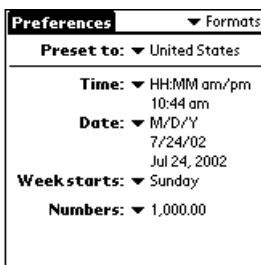 Preferences Formats
Preset to: United States
Time: HH:MM am/pm
10:44 am
Date: M/D/Y
7/24/02
Jul 24, 2002
Week starts: Sunday
Numbers: 1,000.00